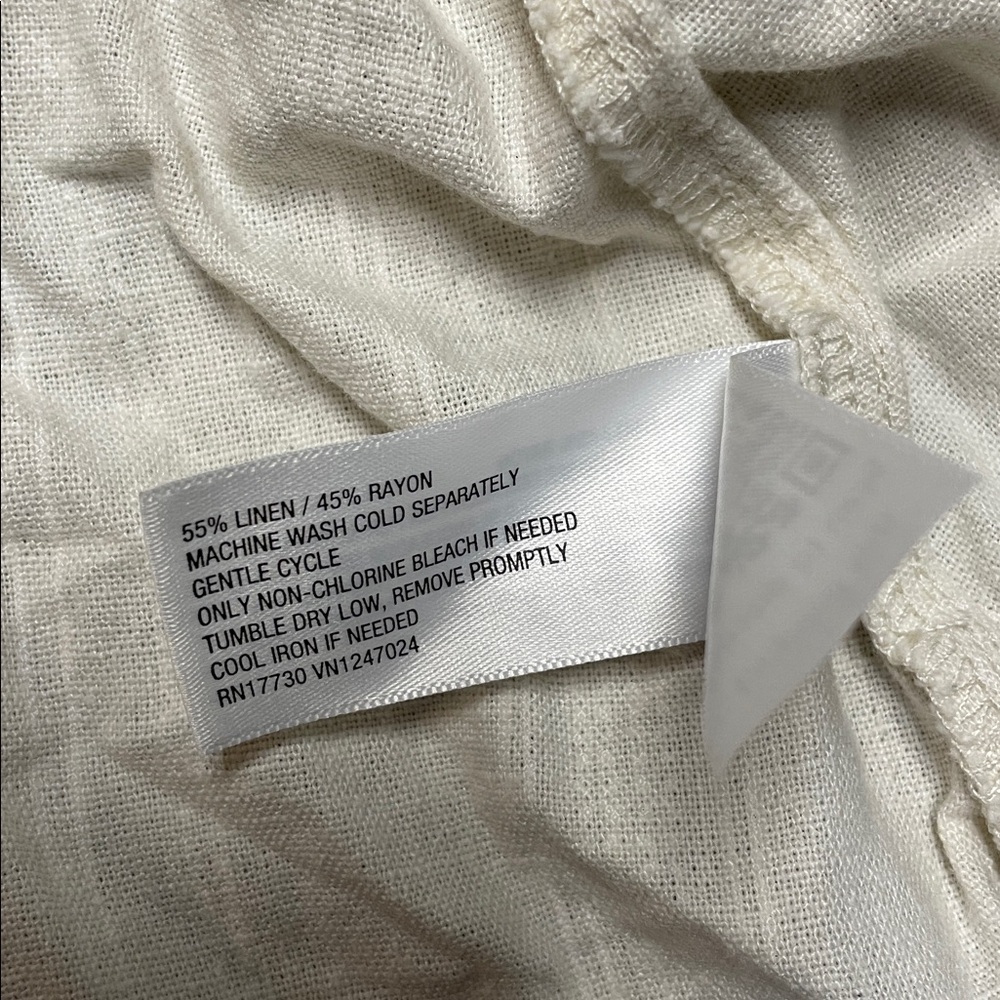 55% LINEN / 45% RAYON
MACHINE WASH COLD SEPARATELY
GENTLE CYCLE
ONLY NON-CHLORINE BLEACH IF NEEDED
TUMBLE DRY LOW, REMOVE PROMPTLY
COOL IRON IF NEEDED
RN17730 VN1247024